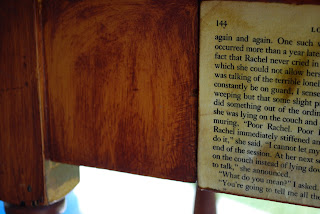 144 LO
again and again. One such
occurred more than a year late
fact that Rachel never cried in
which she could not allow hers
was talking of the terrible lonel
constantly be on guard, I sense
weeping but that some slight p
did something out of the ordin
she was lying on the couch and
muring. "Poor Rachel. Poor
Rachel immediately stiffened an
do it," she said. "I cannot let my
end of the session. At her next s
on the couch instead of lying dow
to talk," she announced.
"What do you mean?" I asked.
"You're going to tell me all the